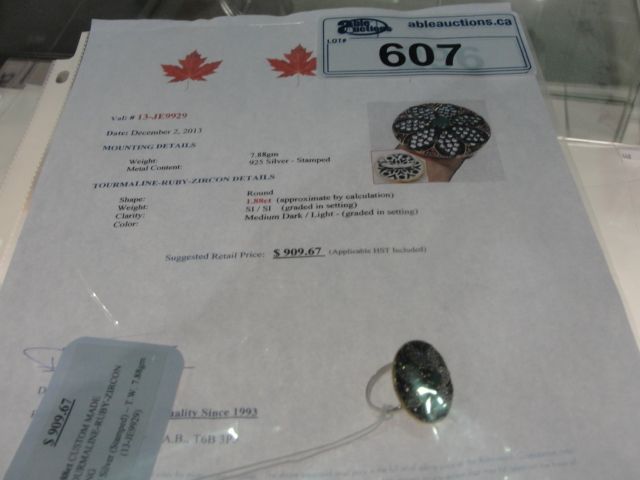 Able Auctions
ableauctions.ca
LOT#
607
Val: # 13-JE9929
Date: December 2, 2013
MOUNTING DETAILS
Weight: 7.88gm
Metal Content: 925 Silver - Stamped
TOURMALINE-RUBY-ZIRCON DETAILS
Shape: Round
Weight: 1.88ct (approximate by calculation)
Clarity: SI / SI (graded in setting)
Color: Medium Dark / Light - (graded in setting)
Suggested Retail Price: $ 909.67 (Applicable HST Included)
uality Since 1993
A.B., T6B 3P
$ 909.67
CUSTOM MADE
OURMALINE-RUBY-ZIRCON
NG
Silver (Stamped) - T.W. 7.88gm
(13-JE9929)